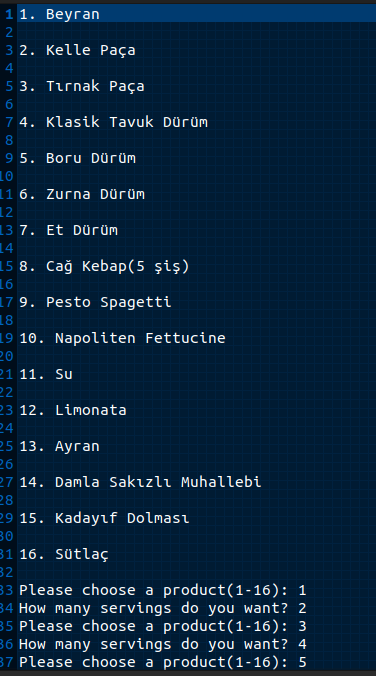 1 1. Beyran
2
3 2. Kelle Paça
4
5 3. Tırnak Paça
6
7 4. Klasik Tavuk Dürüm
8
9 5. Boru Dürüm
10
11 6. Zurna Dürüm
12
13 7. Et Dürüm
14
15 8. Cağ Kebap(5 şiş)
16
17 9. Pesto Spagetti
18
19 10. Napoliten Fettucine
20
21 11. Su
22
23 12. Limonata
24
25 13. Ayran
26
27 14. Damla Sakızlı Muhallebi
28
29 15. Kadayıf Dolması
30
31 16. Sütlaç
32
33 Please choose a product(1-16): 1
34 How many servings do you want? 2
35 Please choose a product(1-16): 3
36 How many servings do you want? 4
37 Please choose a product(1-16): 5